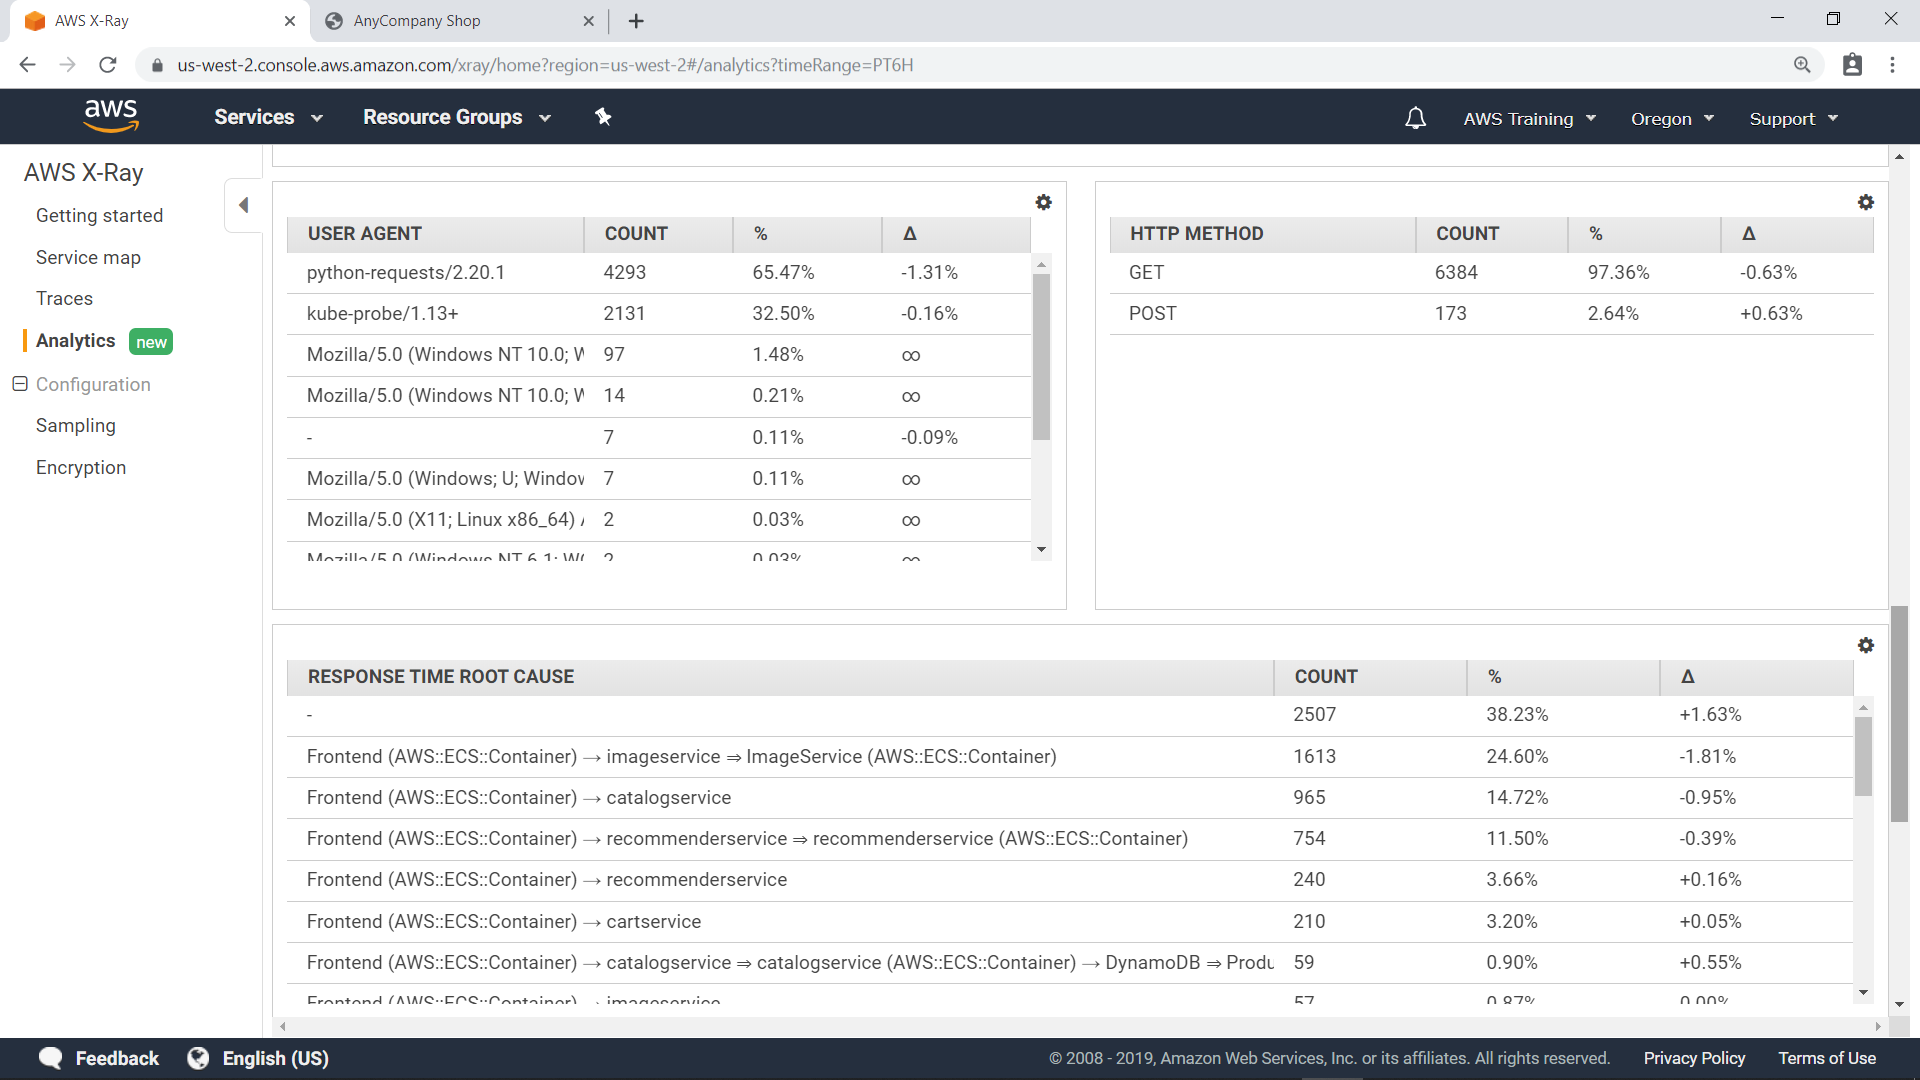 AWS X-Ray
AnyCompany Shop
us-west-2.console.aws.amazon.com/xray/home?region=us-west-2#/analytics?timeRange=PT6H
aws
Services
Resource Groups
AWS Training
Oregon
Support
AWS X-Ray
Getting started
Service map
Traces
Analytics new
Configuration
Sampling
Encryption
USER AGENT COUNT % Δ
python-requests/2.20.1 4293 65.47% -1.31%
kube-probe/1.13+ 2131 32.50% -0.16%
Mozilla/5.0 (Windows NT 10.0; W 97 1.48% ∞
Mozilla/5.0 (Windows NT 10.0; W 14 0.21% ∞
- 7 0.11% -0.09%
Mozilla/5.0 (Windows; U; Window 7 0.11% ∞
Mozilla/5.0 (X11; Linux x86_64) 2 0.03% ∞
Mozilla/5.0 (Windows NT 6.1; WO 2 0.03% ∞
HTTP METHOD COUNT % Δ
GET 6384 97.36% -0.63%
POST 173 2.64% +0.63%
RESPONSE TIME ROOT CAUSE COUNT % Δ
- 2507 38.23% +1.63%
Frontend (AWS::ECS::Container) → imageservice ⇒ ImageService (AWS::ECS::Container) 1613 24.60% -1.81%
Frontend (AWS::ECS::Container) → catalogservice 965 14.72% -0.95%
Frontend (AWS::ECS::Container) → recommenderservice ⇒ recommenderservice (AWS::ECS::Container) 754 11.50% -0.39%
Frontend (AWS::ECS::Container) → recommenderservice 240 3.66% +0.16%
Frontend (AWS::ECS::Container) → cartservice 210 3.20% +0.05%
Frontend (AWS::ECS::Container) → catalogservice ⇒ catalogservice (AWS::ECS::Container) → DynamoDB ⇒ Produ 59 0.90% +0.55%
Frontend (AWS::ECS::Container) → imageservice 57 0.87% 0.00%
Feedback
English (US)
© 2008 - 2019, Amazon Web Services, Inc. or its affiliates. All rights reserved.
Privacy Policy
Terms of Use